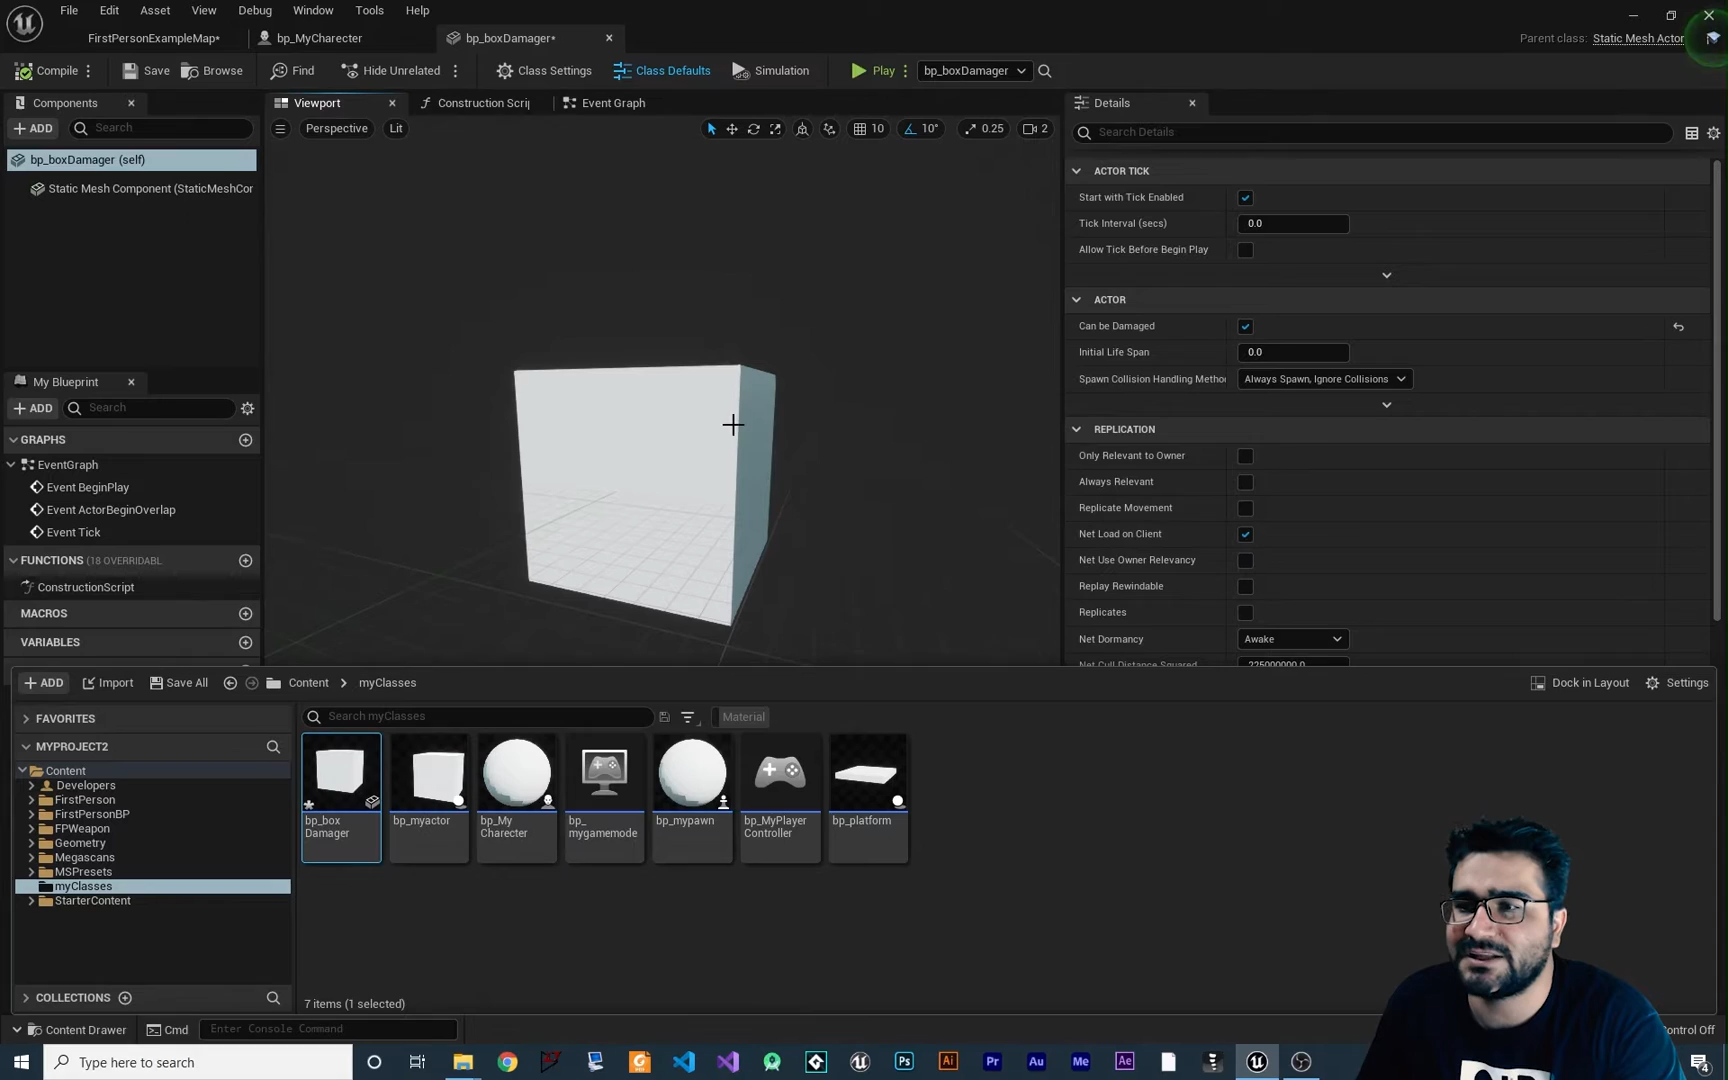 File Edit Asset View Debug Window Tools Help
FirstPersonExampleMap* bp_MyCharecter bp_boxDamager*
Parent class: Static Mesh Actor
Compile Save Browse Find Hide Unrelated Class Settings Class Defaults Simulation Play bp_boxDamager
Components Viewport Construction Scrip Event Graph Details
ADD Search Perspective Lit 10 10° 0.25 2 Search Details
bp_boxDamager (self)
Static Mesh Component (StaticMeshCor
ACTOR TICK
Start with Tick Enabled
Tick Interval (secs) 0.0
Allow Tick Before Begin Play
ACTOR
Can be Damaged
Initial Life Span 0.0
Spawn Collision Handling Method Always Spawn, Ignore Collisions
REPLICATION
Only Relevant to Owner
Always Relevant
Replicate Movement
Net Load on Client
Net Use Owner Relevancy
Replay Rewindable
Replicates
Net Dormancy Awake
Net Cull Distance Squared 225000000.0
My Blueprint
ADD Search
GRAPHS
EventGraph
Event BeginPlay
Event ActorBeginOverlap
Event Tick
FUNCTIONS (18 OVERRIDABL
ConstructionScript
MACROS
VARIABLES
ADD Import Save All Content myClasses Dock in Layout Settings
FAVORITES
MYPROJECT2
Content
Developers
FirstPerson
FirstPersonBP
FPWeapon
Geometry
Megascans
MSPresets
myClasses
StarterContent
COLLECTIONS
Search myClasses Material
bp_box
Damager
bp_myactor
bp_My
Charecter
bp_
mygamemode
bp_mypawn
bp_MyPlayer
Controller
bp_platform
7 items (1 selected)
Content Drawer Cmd Enter Console Command ontrol Off
Type here to search Ps Ai Pr Au Me Ae 4